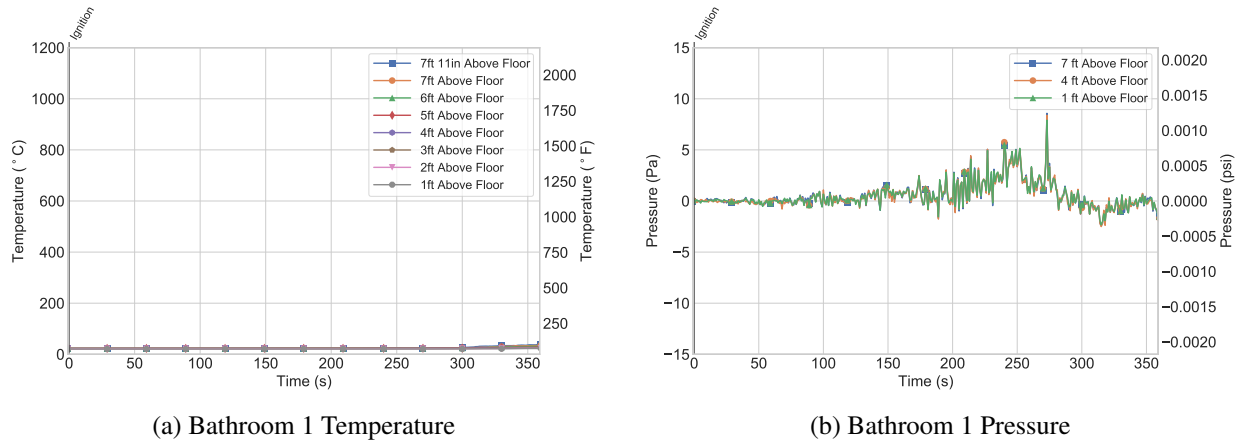 Ignition
1200
1000
800
600
400
200
0
Temperature (°C)
7ft 11in Above Floor
7ft Above Floor
6ft Above Floor
5ft Above Floor
4ft Above Floor
3ft Above Floor
2ft Above Floor
1ft Above Floor
2000
1750
1500
1250
1000
750
500
250
Temperature (°F)
0 50 100 150 200 250 300 350
Time (s)
(a) Bathroom 1 Temperature
Ignition
15
10
5
0
−5
−10
−15
Pressure (Pa)
7 ft Above Floor
4 ft Above Floor
1 ft Above Floor
0.0020
0.0015
0.0010
0.0005
0.0000
−0.0005
−0.0010
−0.0015
−0.0020
Pressure (psi)
0 50 100 150 200 250 300 350
Time (s)
(b) Bathroom 1 Pressure